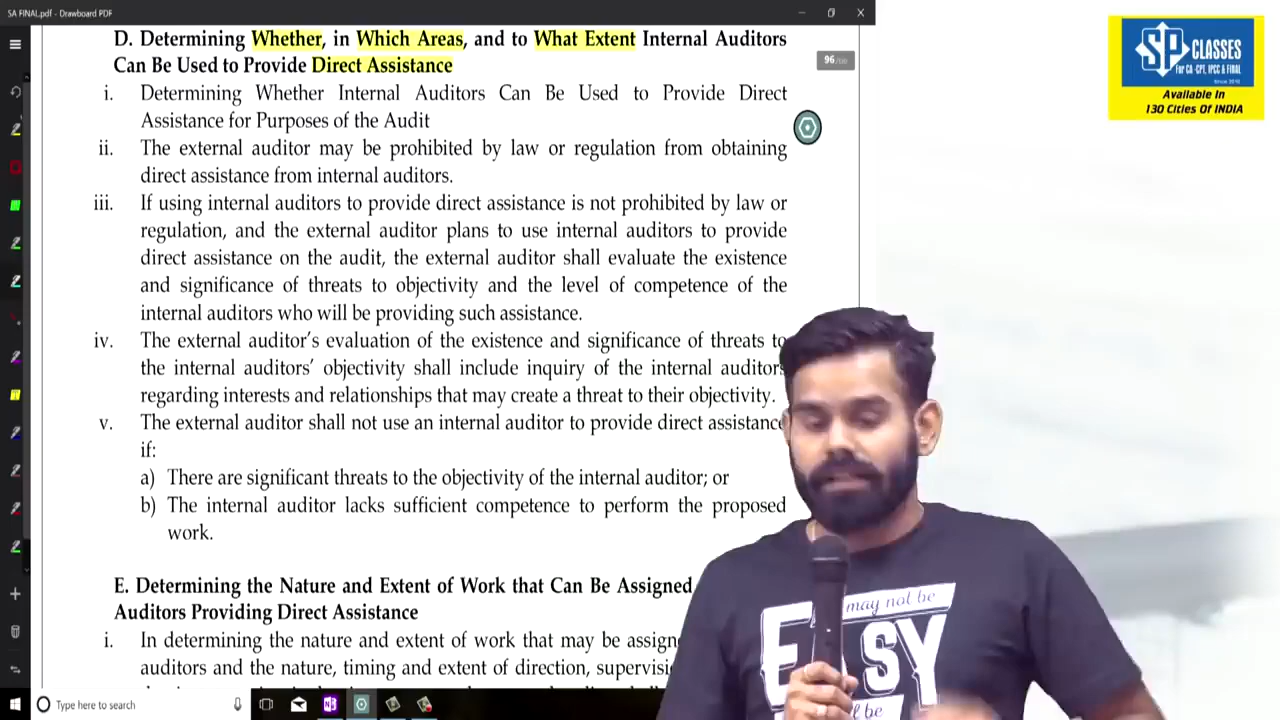 SA FINAL.pdf - Drawboard PDF
D. Determining Whether, in Which Areas, and to What Extent Internal Auditors
Can Be Used to Provide Direct Assistance
96
i. Determining Whether Internal Auditors Can Be Used to Provide Direct
Assistance for Purposes of the Audit
ii. The external auditor may be prohibited by law or regulation from obtaining
direct assistance from internal auditors.
iii. If using internal auditors to provide direct assistance is not prohibited by law or
regulation, and the external auditor plans to use internal auditors to provide
direct assistance on the audit, the external auditor shall evaluate the existence
and significance of threats to objectivity and the level of competence of the
internal auditors who will be providing such assistance.
iv. The external auditor's evaluation of the existence and significance of threats to
the internal auditors' objectivity shall include inquiry of the internal auditors
regarding interests and relationships that may create a threat to their objectivity.
v. The external auditor shall not use an internal auditor to provide direct assistance
if:
a) There are significant threats to the objectivity of the internal auditor; or
b) The internal auditor lacks sufficient competence to perform the proposed
work.
E. Determining the Nature and Extent of Work that Can Be Assigned
Auditors Providing Direct Assistance
i. In determining the nature and extent of work that may be assign
auditors and the nature, timing and extent of direction, supervisi
Type here to search
SP CLASSES
For CA-CPT, IPCC & FINAL
Available In
130 Cities Of INDIA
may not be
EASY
be